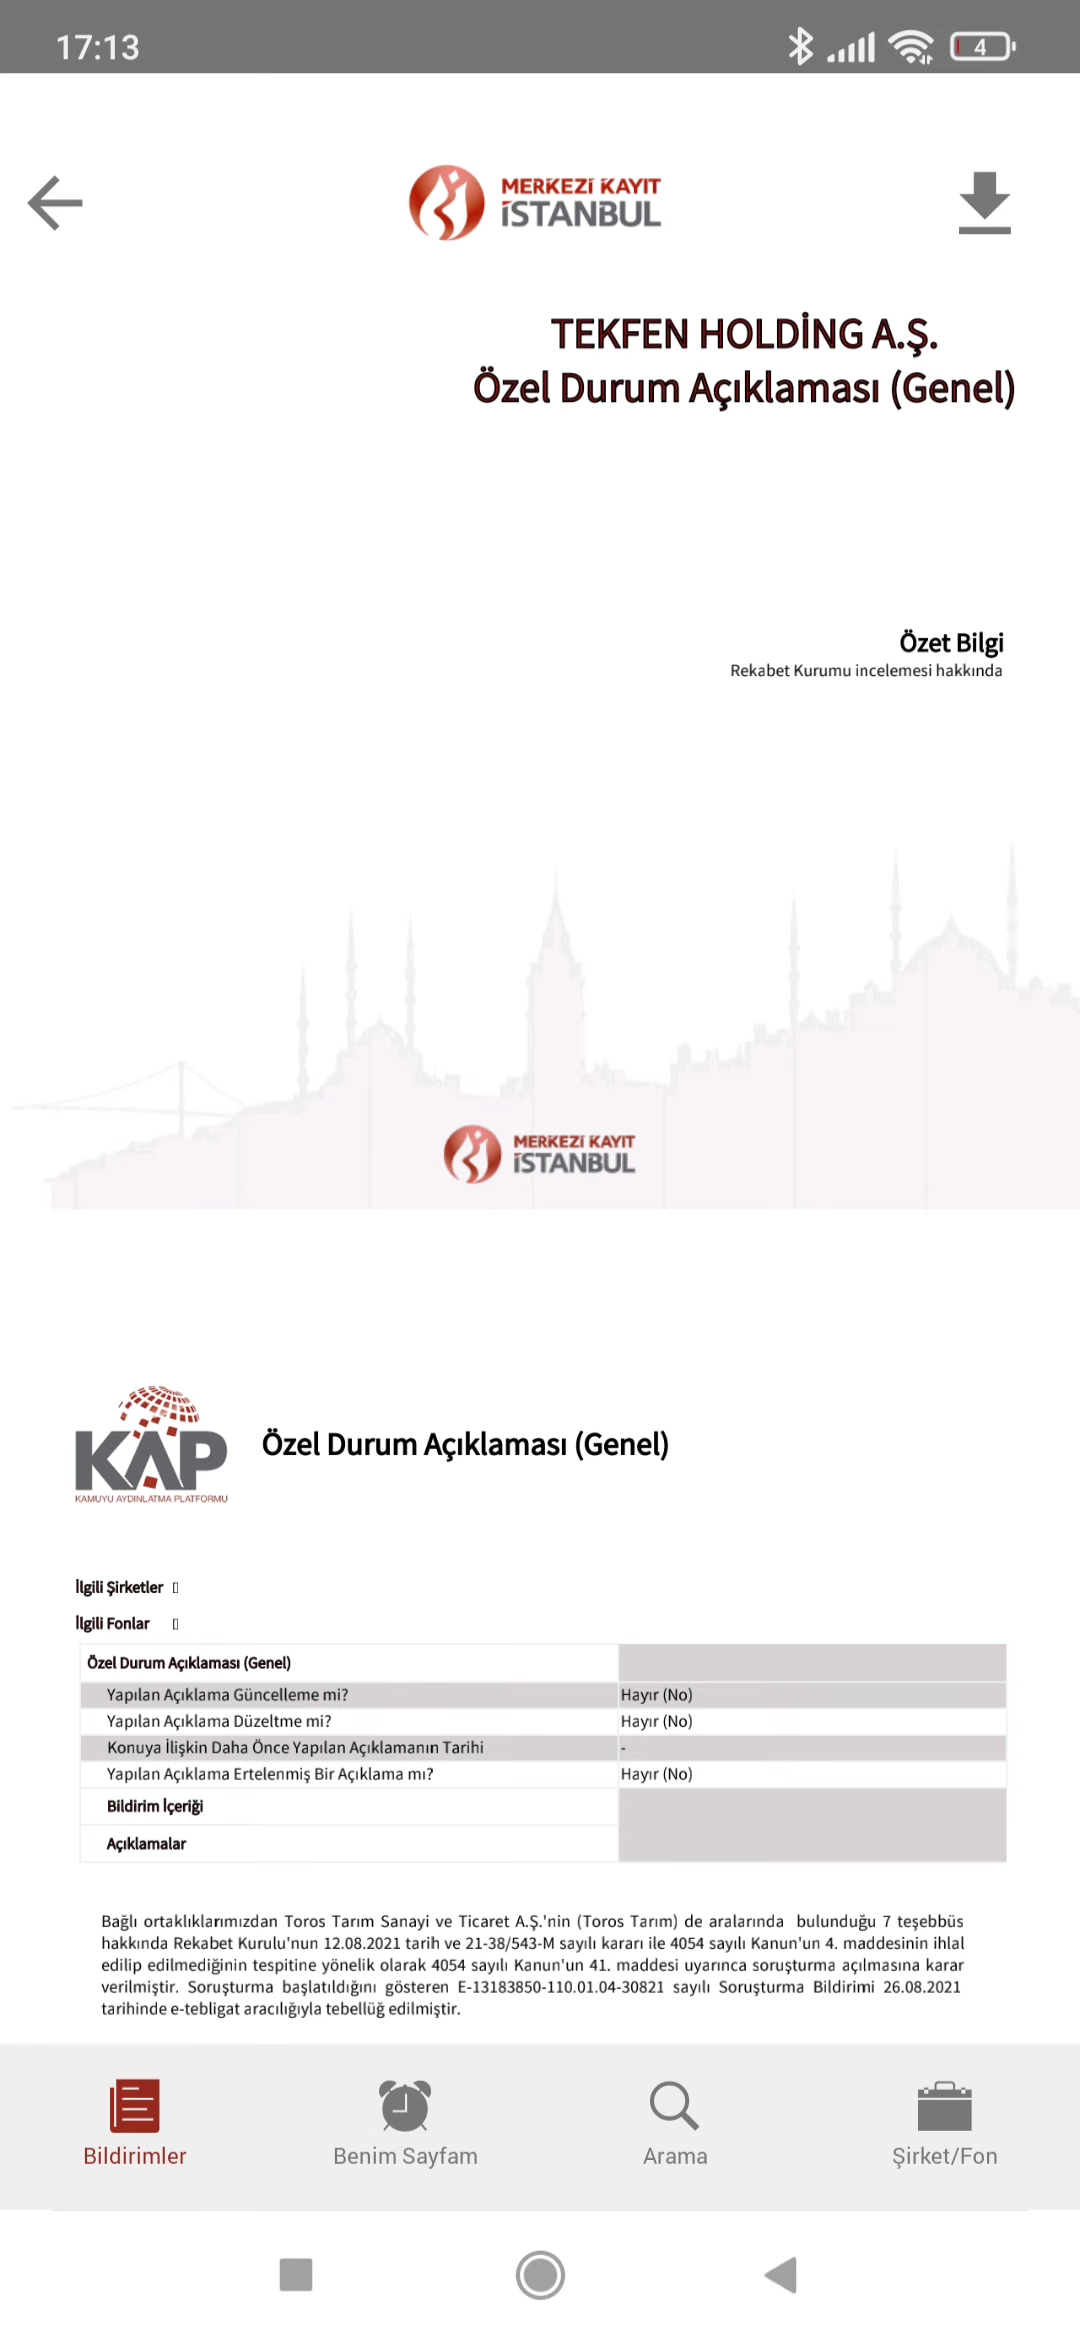 17:13
4
MERKEZİ KAYIT
İSTANBUL
TEKFEN HOLDİNG A.Ş.
Özel Durum Açıklaması (Genel)
Özet Bilgi
Rekabet Kurumu incelemesi hakkında
MERKEZİ KAYIT
İSTANBUL
KAP
KAMUYU AYDINLATMA PLATFORMU
Özel Durum Açıklaması (Genel)
İlgili Şirketler []
İlgili Fonlar []
Özel Durum Açıklaması (Genel)
Yapılan Açıklama Güncelleme mi? Hayır (No)
Yapılan Açıklama Düzeltme mi? Hayır (No)
Konuya İlişkin Daha Önce Yapılan Açıklamanın Tarihi -
Yapılan Açıklama Ertelenmiş Bir Açıklama mı? Hayır (No)
Bildirim İçeriği
Açıklamalar
Bağlı ortaklıklarımızdan Toros Tarım Sanayi ve Ticaret A.Ş.'nin (Toros Tarım) de aralarında bulunduğu 7 teşebbüs
hakkında Rekabet Kurulu'nun 12.08.2021 tarih ve 21-38/543-M sayılı kararı ile 4054 sayılı Kanun'un 4. maddesinin ihlal
edilip edilmediğinin tespitine yönelik olarak 4054 sayılı Kanun'un 41. maddesi uyarınca soruşturma açılmasına karar
verilmiştir. Soruşturma başlatıldığını gösteren E-13183850-110.01.04-30821 sayılı Soruşturma Bildirimi 26.08.2021
tarihinde e-tebligat aracılığıyla tebellüğ edilmiştir.
Bildirimler
Benim Sayfam
Arama
Şirket/Fon